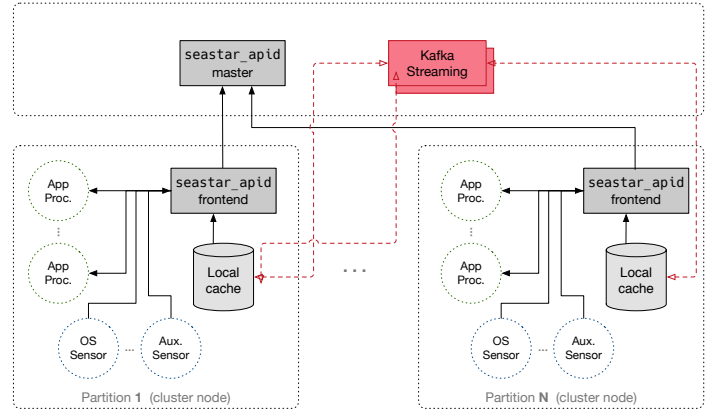 seastar_apid
master
Kafka
Streaming
App
Proc.
...
App
Proc.
seastar_apid
frontend
Local
cache
OS
Sensor
...
Aux.
Sensor
Partition 1 (cluster node)
...
App
Proc.
...
App
Proc.
seastar_apid
frontend
Local
cache
OS
Sensor
...
Aux.
Sensor
Partition N (cluster node)